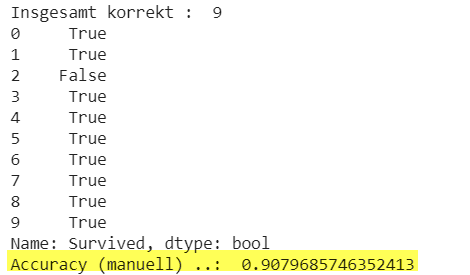 Insgesamt korrekt :  9
0     True
1     True
2    False
3     True
4     True
5     True
6     True
7     True
8     True
9     True
Name: Survived, dtype: bool
Accuracy (manuell) ..:  0.9079685746352413